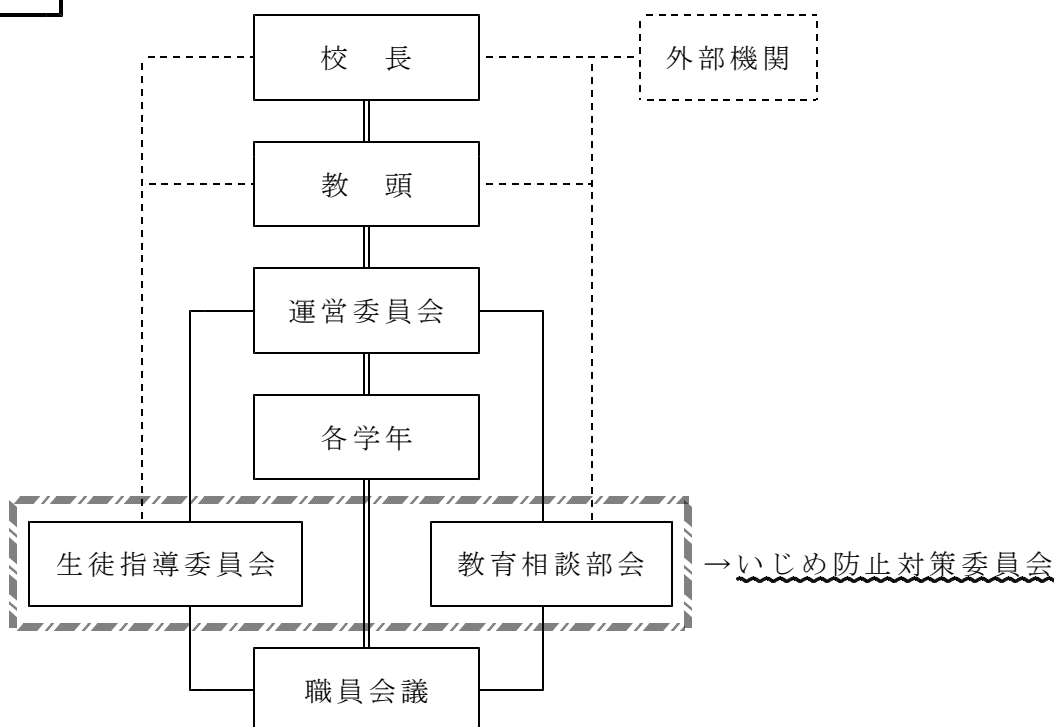 校　長
外部機関
教　頭
運営委員会
各学年
生徒指導委員会
教育相談部会
→いじめ防止対策委員会
職員会議